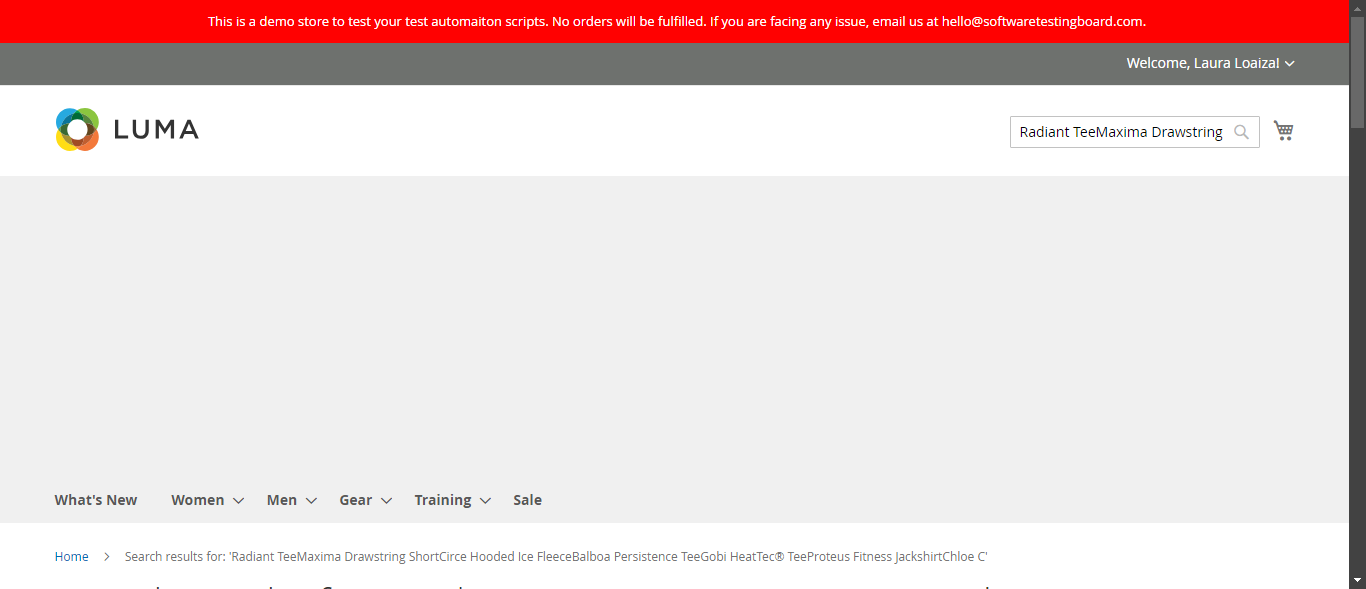 This is a demo store to test your test automaiton scripts. No orders will be fulfilled. If you are facing any issue, email us at hello@softwaretestingboard.com.
Welcome, Laura Loaiza!
LUMA
Radiant TeeMaxima Drawstring
What's New Women Men Gear Training Sale
Home > Search results for: 'Radiant TeeMaxima Drawstring ShortCirce Hooded Ice FleeceBalboa Persistence TeeGobi HeatTec® TeeProteus Fitness JackshirtChloe C'